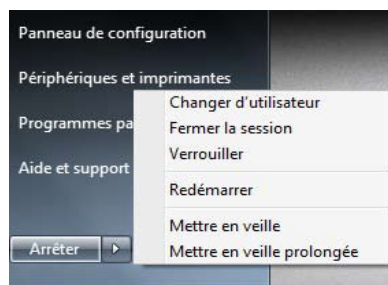 Panneau de configuration
Périphériques et imprimantes
Programmes pa
Aide et support
Changer d'utilisateur
Fermer la session
Verrouiller
Redémarrer
Mettre en veille
Mettre en veille prolongée
Arrêter